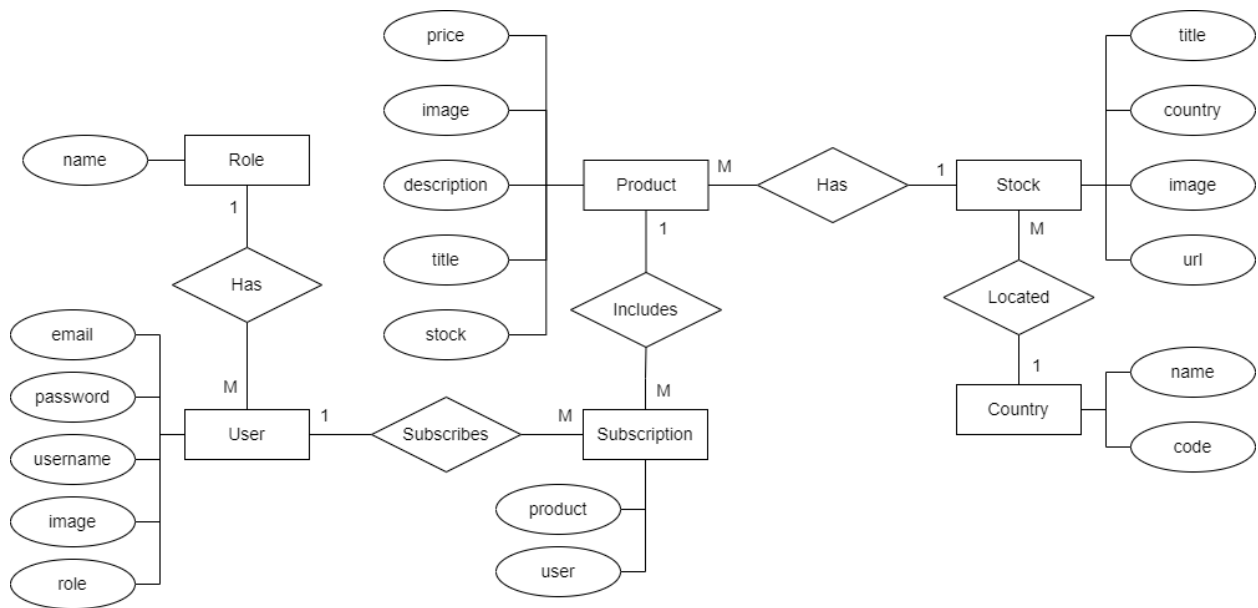 price
title
image
country
name
Role
description
Product
M
Has
1
Stock
image
1
1
M
title
url
Has
Includes
Located
email
stock
1
name
password
M
M
Country
User
1
Subscribes
M
Subscription
code
username
product
image
user
role